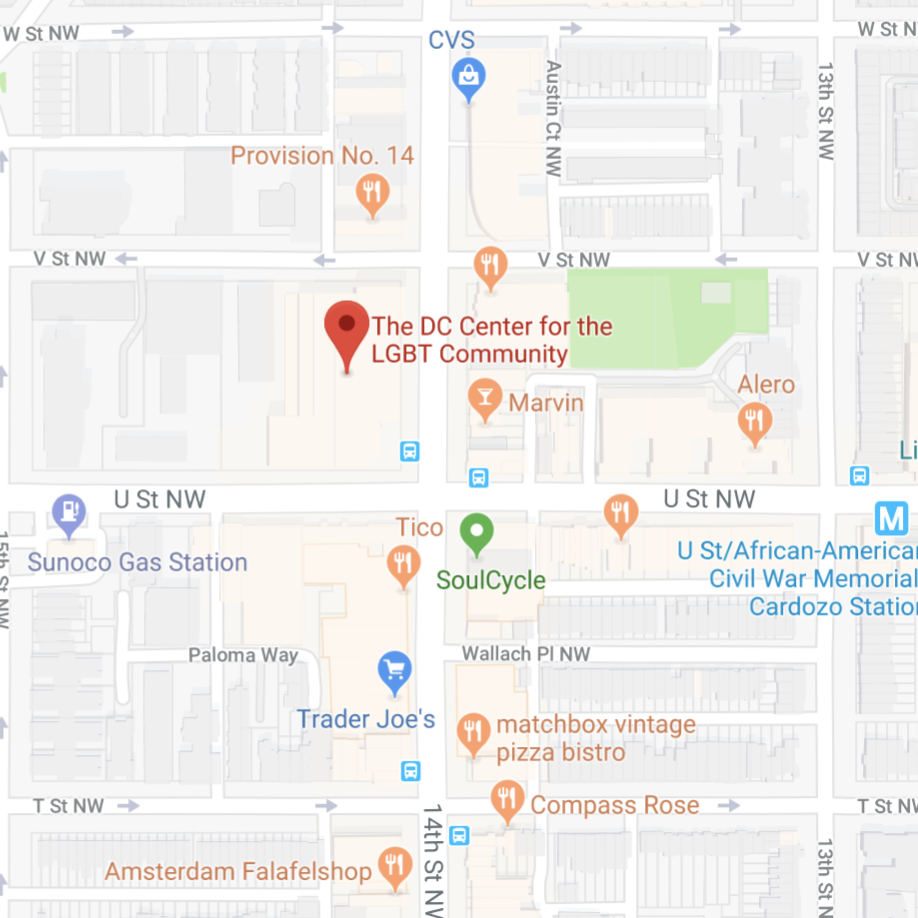 W St NW
W St N
CVS
Austin Ct NW
13th St NW
Provision No. 14
V St NW
V St NW
V St NW
The DC Center for the
LGBT Community
Marvin
Alero
Li
U St NW
U St NW
M
Tico
Sunoco Gas Station
SoulCycle
U St/African-American
Civil War Memorial
Cardozo Station
15th St NW
Paloma Way
Wallach Pl NW
Trader Joe's
matchbox vintage
pizza bistro
T St NW
Compass Rose
T St NW
14th St NW
13th St N
Amsterdam Falafelshop